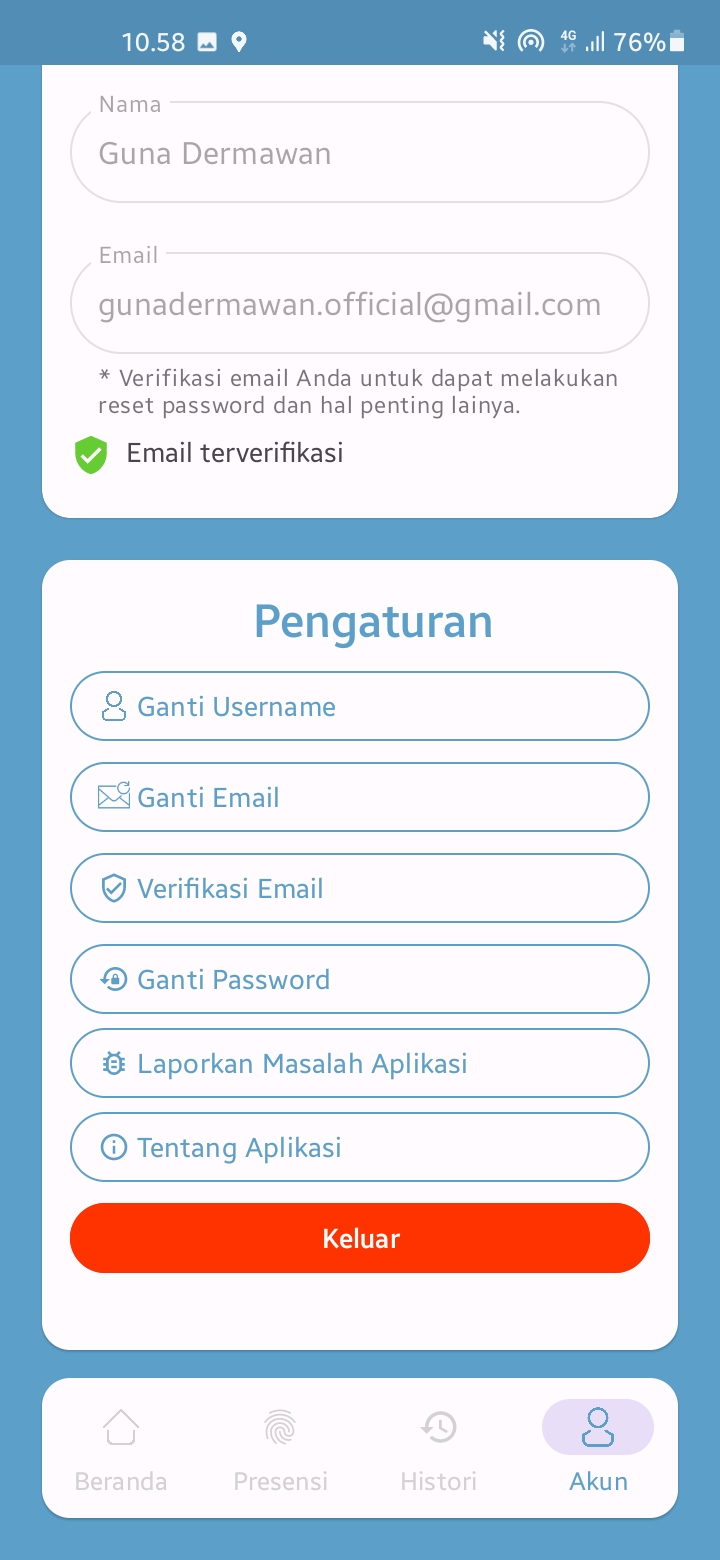 10.58
4G
76%
Nama
Guna Dermawan
Email
gunadermawan.official@gmail.com
* Verifikasi email Anda untuk dapat melakukan
reset password dan hal penting lainya.
Email terverifikasi
Pengaturan
Ganti Username
Ganti Email
Verifikasi Email
Ganti Password
Laporkan Masalah Aplikasi
Tentang Aplikasi
Keluar
Beranda
Presensi
Histori
Akun